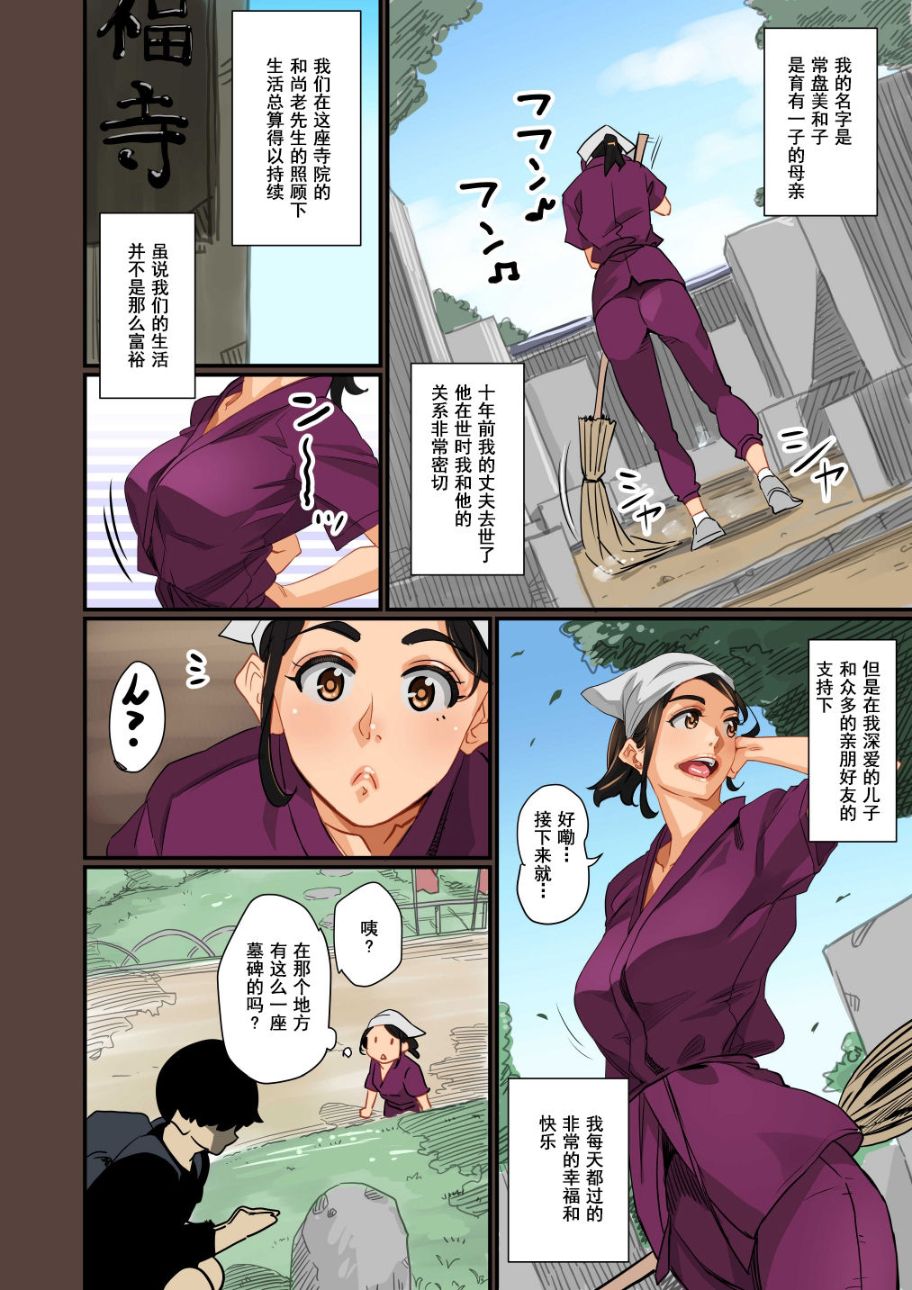 我的名字是
常盘美和子
是育有一子的母亲
フフン♪
フフン♫
シャ
シャ
十年前我的丈夫去世了
他在世时我和他的
关系非常密切
福寺
我们在这座寺院的
和尚老先生的照顾下
生活总算得以持续
虽说我们的生活
并不是那么富裕
ン〜〜ッ
但是在我深爱的儿子
和众多的亲朋好友的
支持下
好嘞…
接下来就…
我每天都过的
非常的幸福和
快乐
ん?
咦?
在那个地方
有这么一座
墓碑的吗?